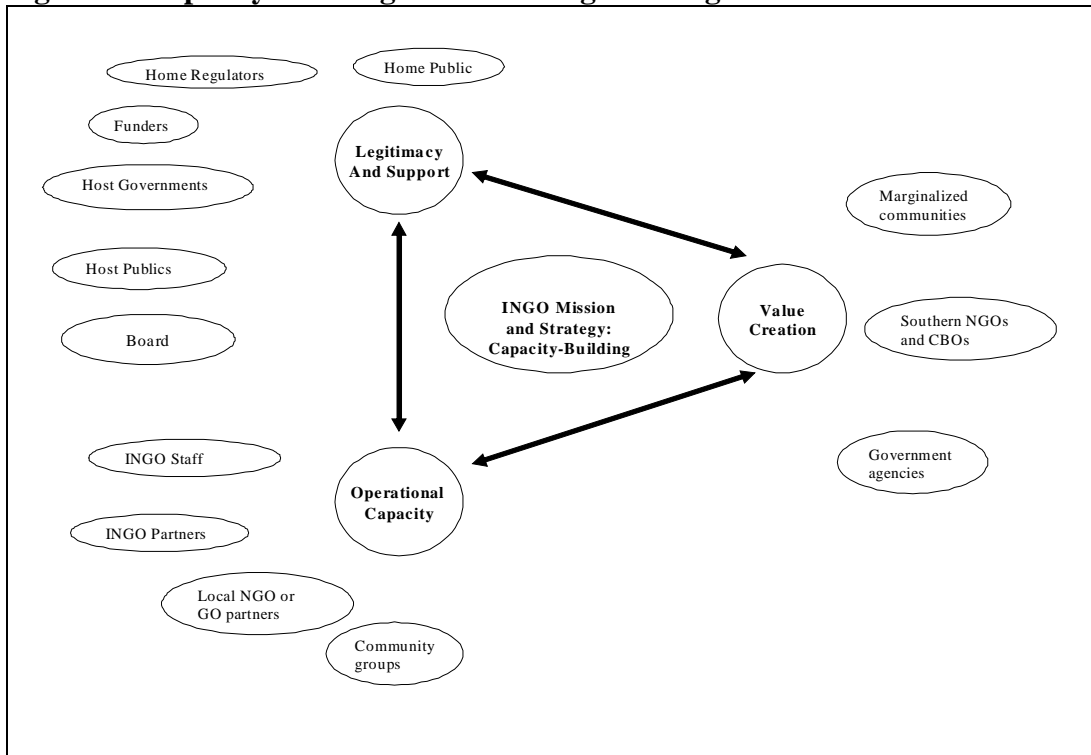 Home Regulators
Home Public
Funders
Legitimacy
And Support
Host Governments
Marginalized
communities
Host Publics
INGO Mission
and Strategy:
Capacity-Building
Value
Creation
Southern NGOs
and CBOs
Board
INGO Staff
Government
agencies
Operational
Capacity
INGO Partners
Local NGO or
GO partners
Community
groups